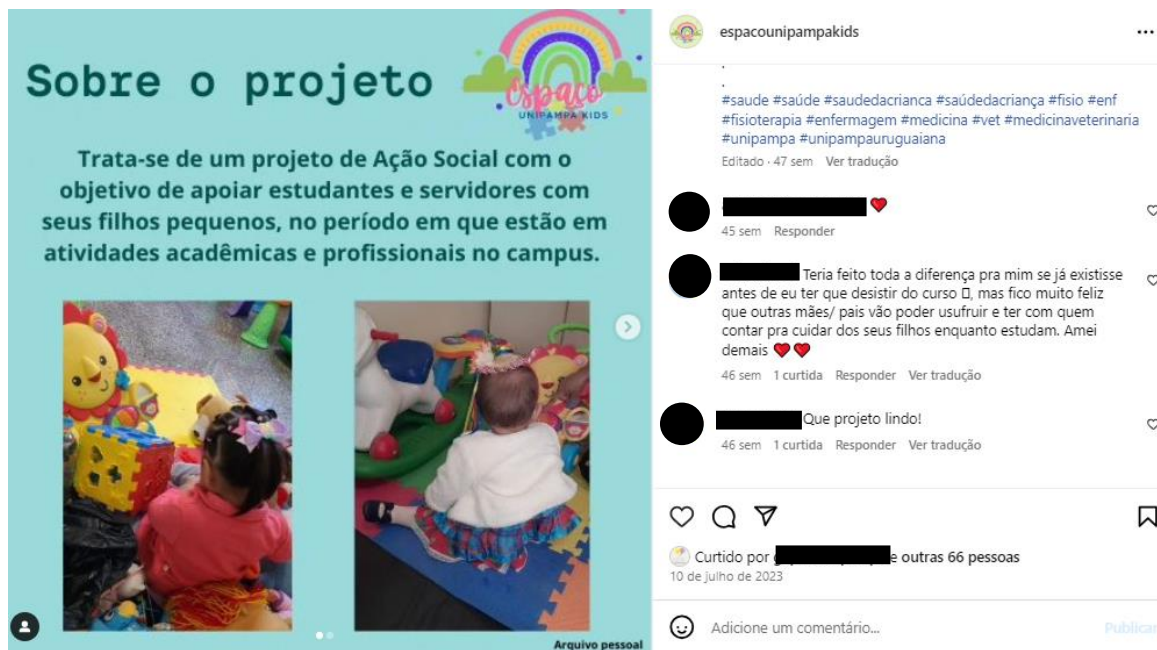 Sobre o projeto
Espaço
UNIPAMPA KIDS
Trata-se de um projeto de Ação Social com o
objetivo de apoiar estudantes e servidores com
seus filhos pequenos, no período em que estão em
atividades acadêmicas e profissionais no campus.
Arquivo pessoal
espacounipampakids
.
.
#saude #saúde #saudedacrianca #saúdedacriança #fisio #enf
#fisioterapia #enfermagem #medicina #vet #medicinaveterinaria
#unipampa #unipampauruguaiana
Editado · 47 sem Ver tradução
45 sem Responder
Teria feito toda a diferença pra mim se já existisse
antes de eu ter que desistir do curso , mas fico muito feliz
que outras mães/ pais vão poder usufruir e ter com quem
contar pra cuidar dos seus filhos enquanto estudam. Amei
demais ❤️❤️
46 sem 1 curtida Responder Ver tradução
Que projeto lindo!
46 sem 1 curtida Responder Ver tradução
Curtido por e outras 66 pessoas
10 de julho de 2023
Adicione um comentário...
Publicar